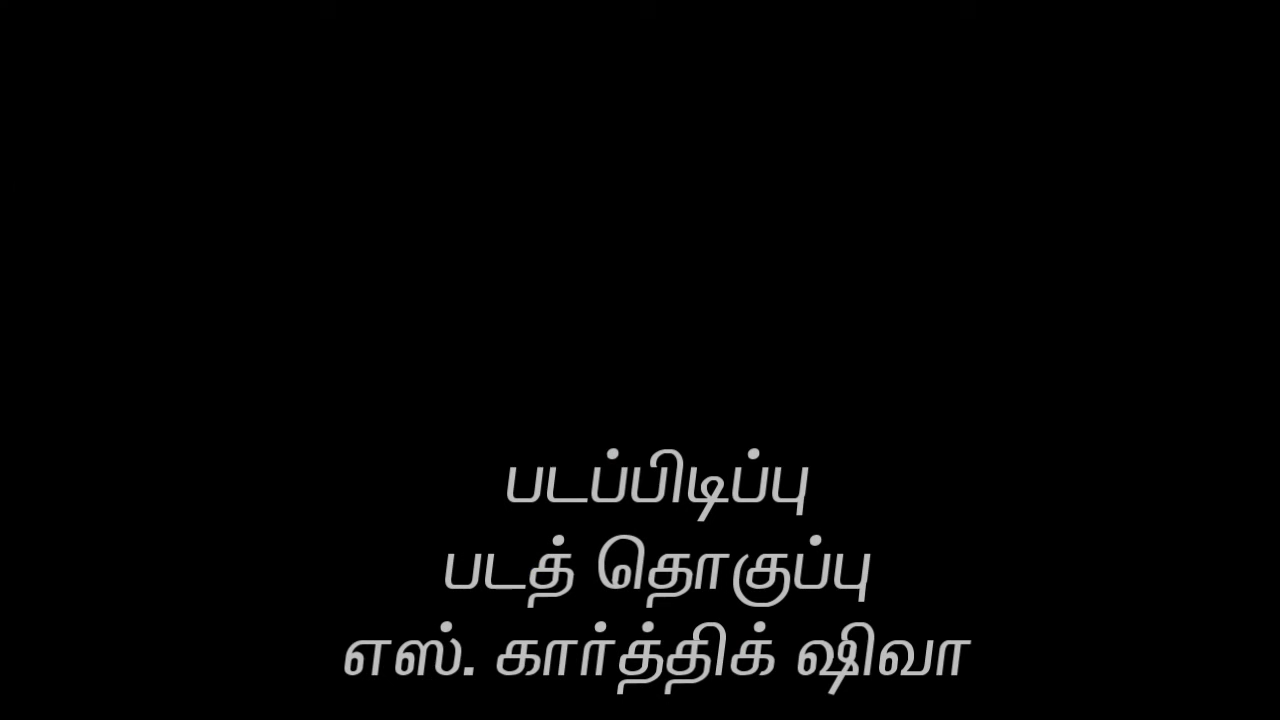 படப்பிடிப்பு
படத் தொகுப்பு
எஸ். கார்த்திக் ஷிவா